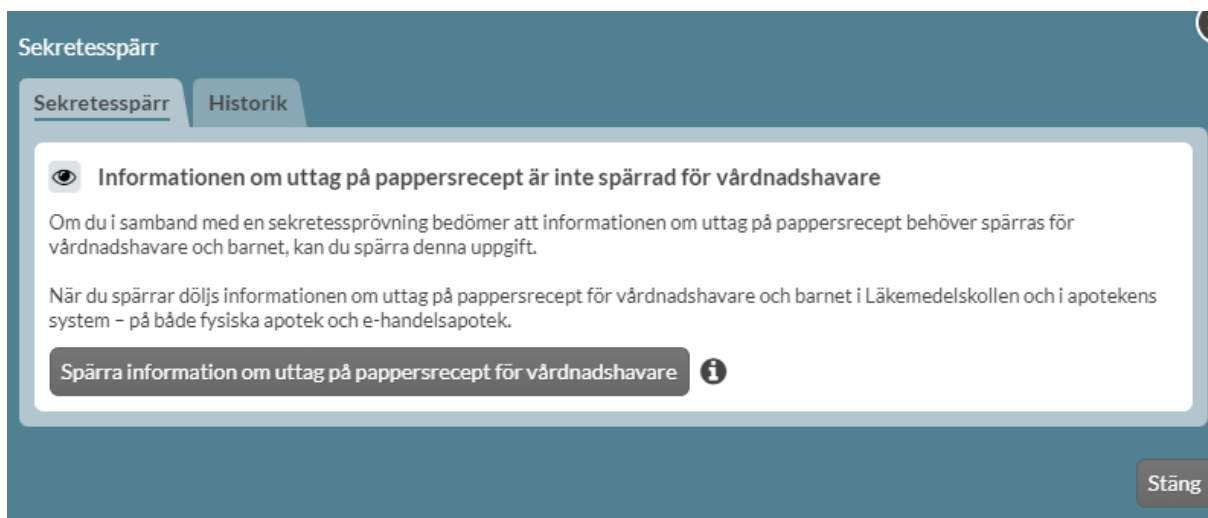 Sekretesspärr
Sekretesspärr Historik
Informationen om uttag på pappersrecept är inte spärrad för vårdnadshavare
Om du i samband med en sekretessprövning bedömer att informationen om uttag på pappersrecept behöver spärras för
vårdnadshavare och barnet, kan du spärra denna uppgift.
När du spärrar döljs informationen om uttag på pappersrecept för vårdnadshavare och barnet i Läkemedelskollen och i apotekens
system – på både fysiska apotek och e-handelsapotek.
Spärra information om uttag på pappersrecept för vårdnadshavare
Stäng